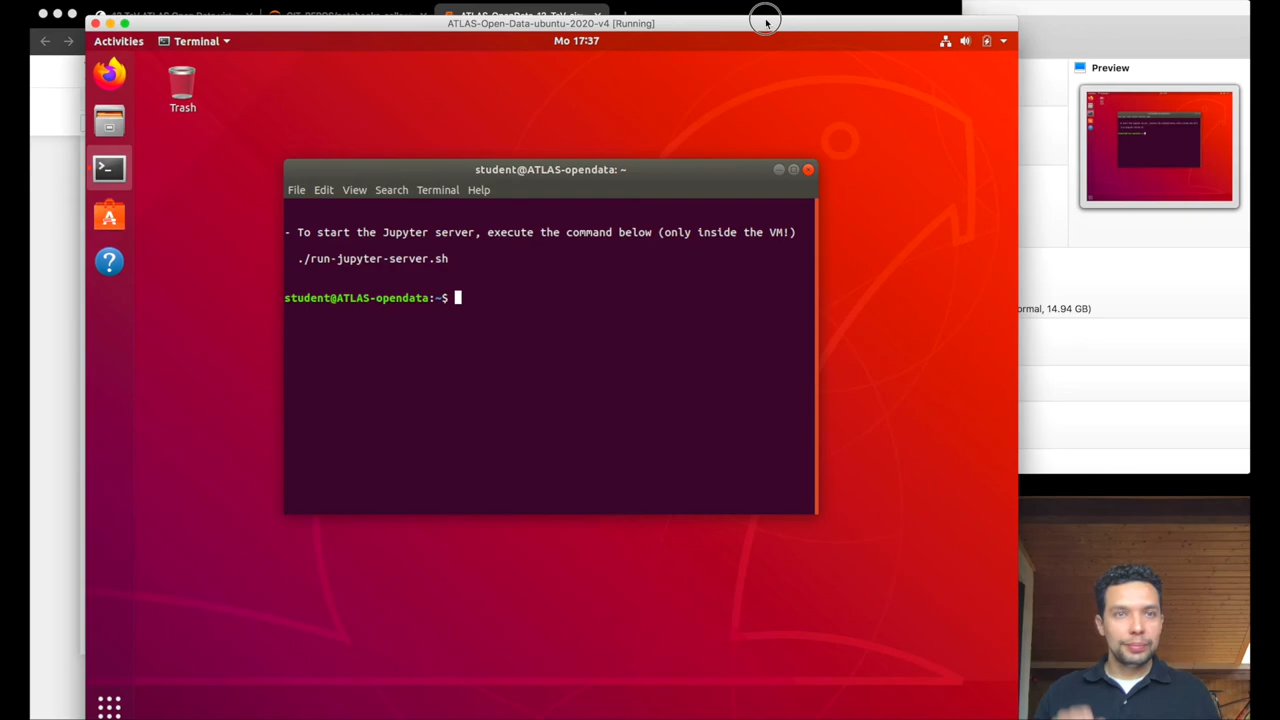 ATLAS-Open-Data-ubuntu-2020-v4 [Running]
Activities
Terminal
Mo 17:37
Preview
Trash
student@ATLAS-opendata: ~
File Edit View Search Terminal Help
- To start the Jupyter server, execute the command below (only inside the VM!)
./run-jupyter-server.sh
student@ATLAS-opendata:~$
ormal, 14.94 GB)